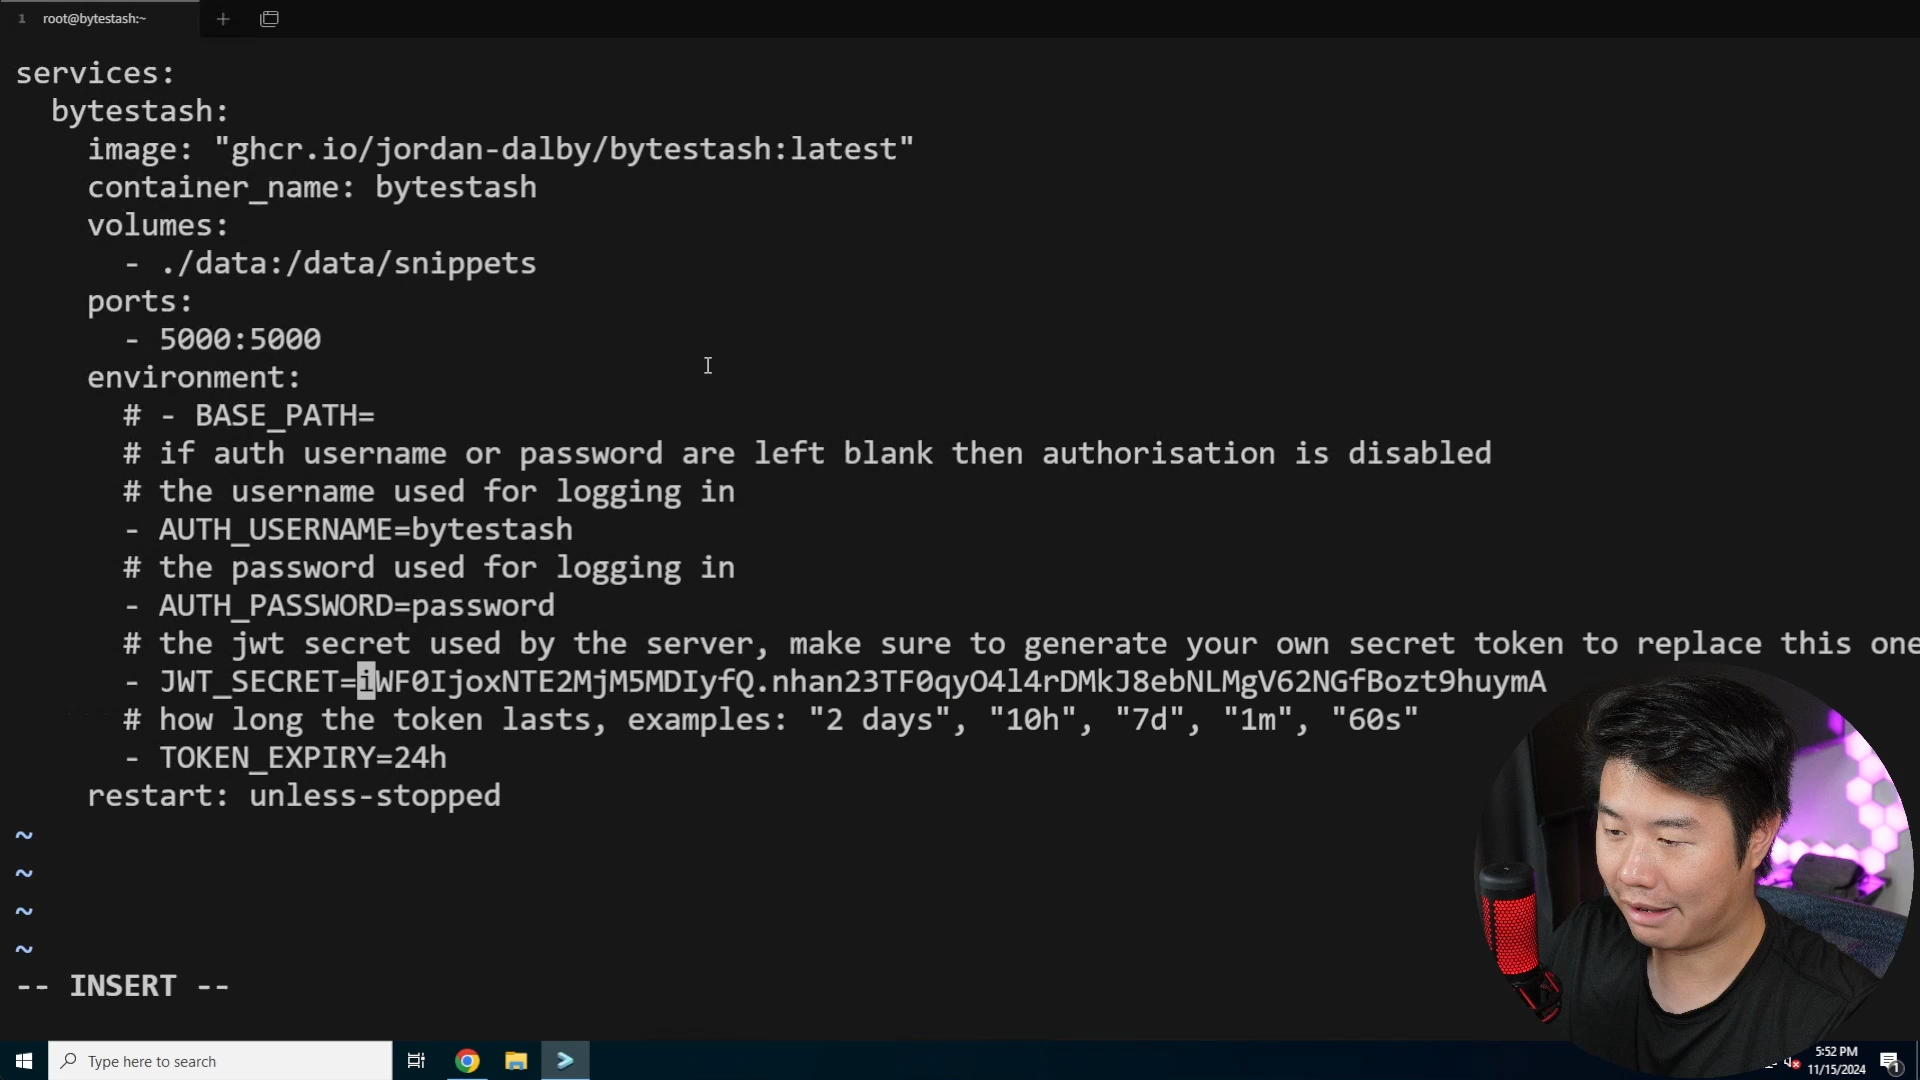 1 root@bytestash:~
services:
bytestash:
image: "ghcr.io/jordan-dalby/bytestash:latest"
container_name: bytestash
volumes:
- ./data:/data/snippets
ports:
- 5000:5000
environment:
# - BASE_PATH=
# if auth username or password are left blank then authorisation is disabled
# the username used for logging in
- AUTH_USERNAME=bytestash
# the password used for logging in
- AUTH_PASSWORD=password
# the jwt secret used by the server, make sure to generate your own secret token to replace this one
- JWT_SECRET=iWF0IjoxNTE2MjM5MDIyfQ.nhan23TF0qyO4l4rDMkJ8ebNLMgV62NGfBozt9huymA
# how long the token lasts, examples: "2 days", "10h", "7d", "1m", "60s"
- TOKEN_EXPIRY=24h
restart: unless-stopped
~
~
~
~
-- INSERT --
Type here to search
5:52 PM
11/15/2024
1